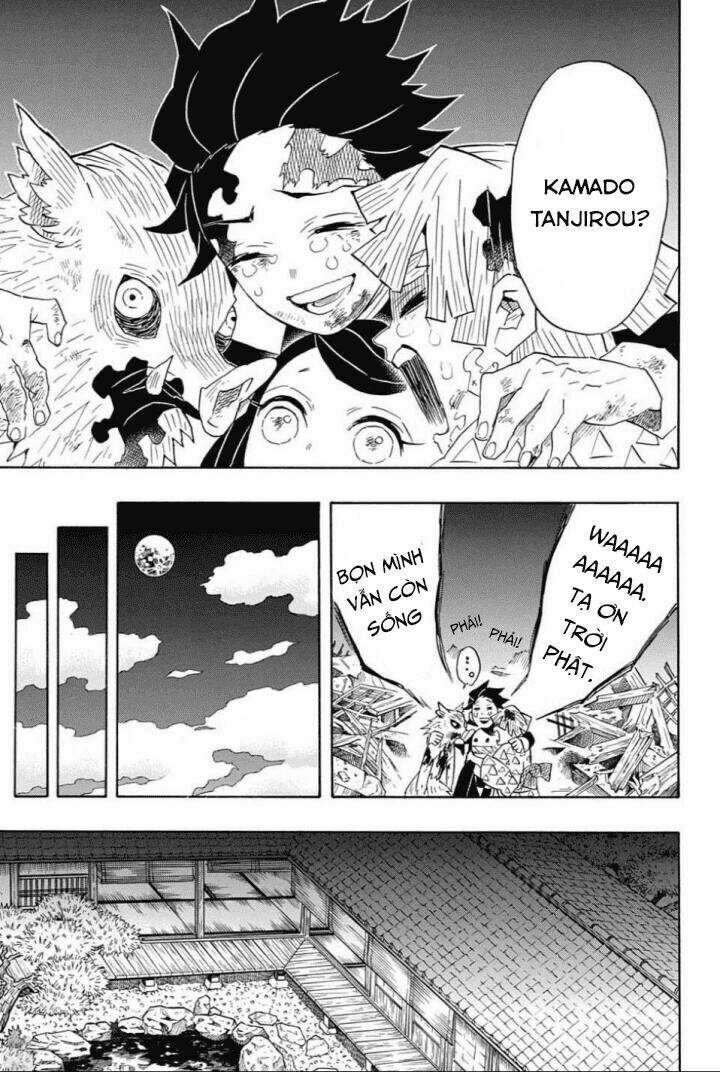 KAMADO
TANJIROU?
WAAAAA
AAAAAA.
TẠ ƠN
TRỜI
PHẬT.
PHẢI!
PHẢI!
...
BỌN MÌNH
VẪN CÒN
SỐNG